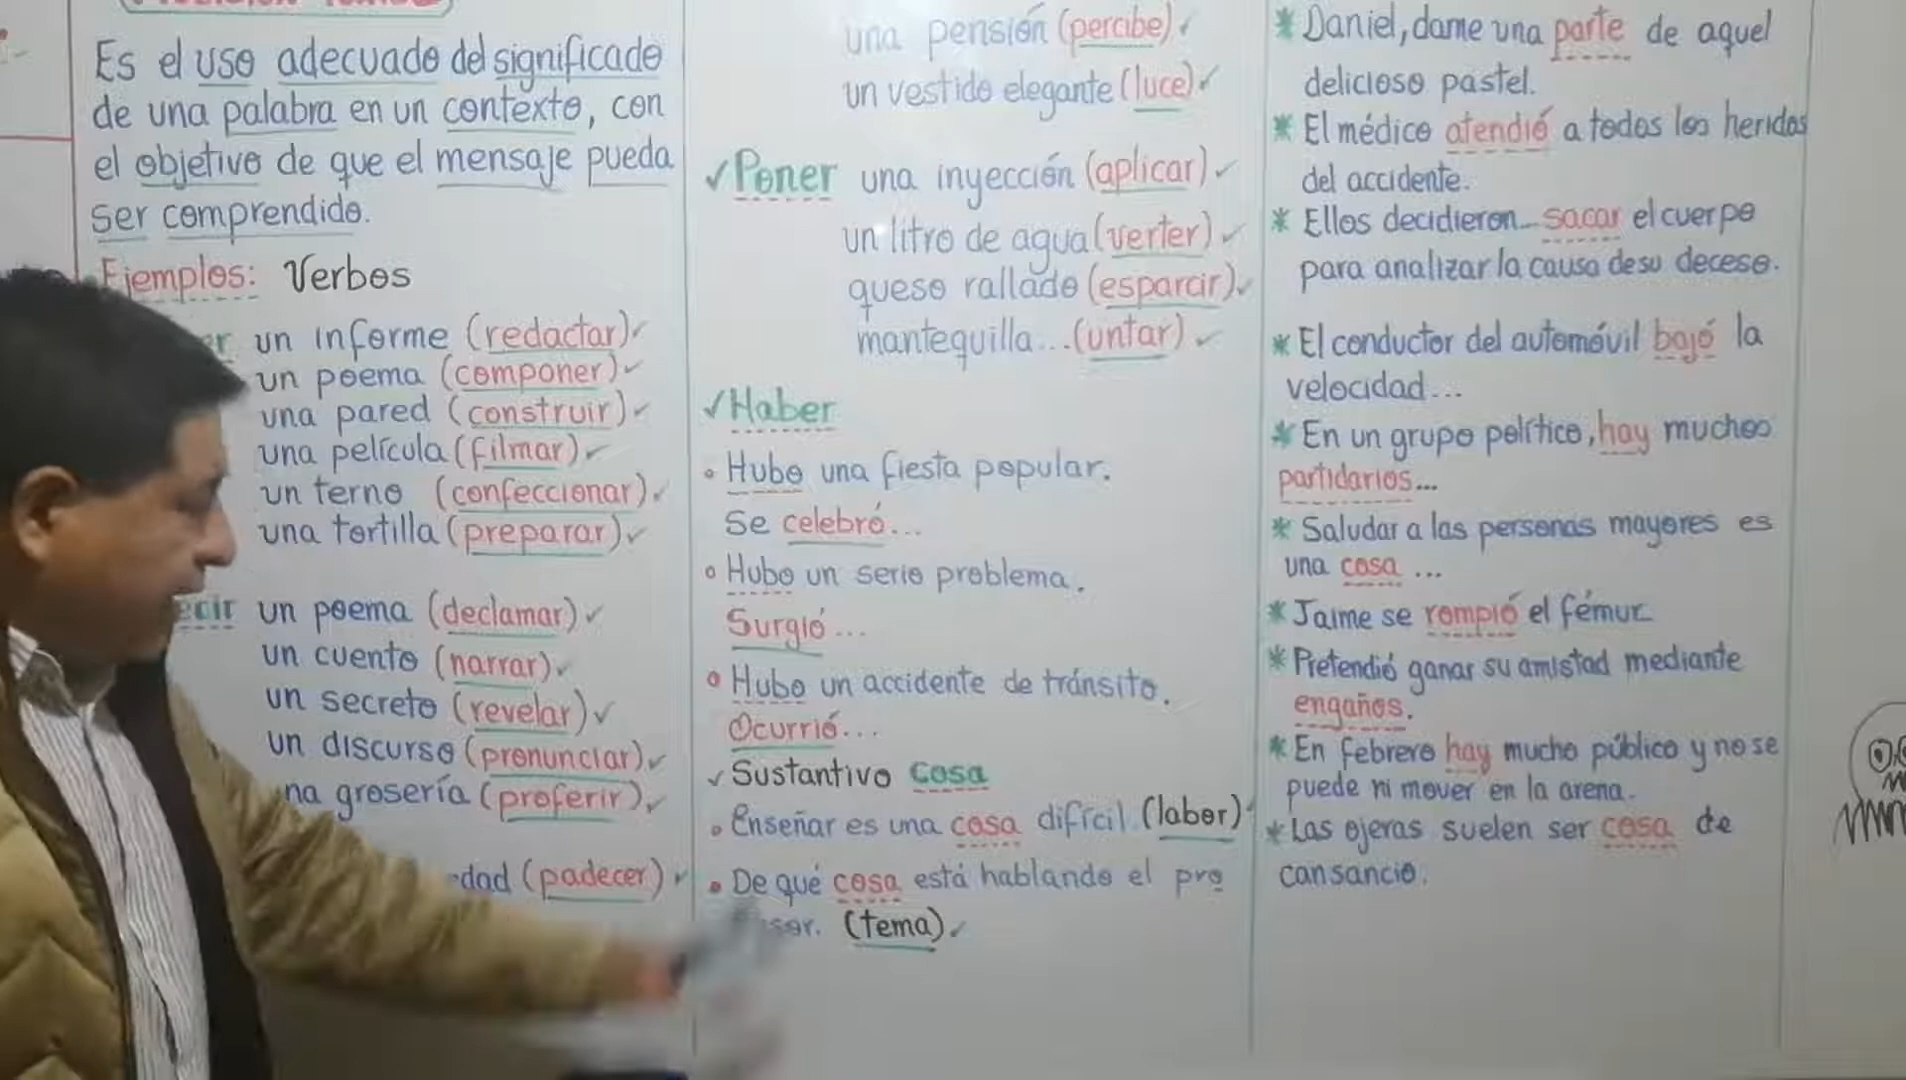 Es el uso adecuado del significado
de una palabra en un contexto, con
el objetivo de que el mensaje pueda
ser comprendido.
Ejemplos: Verbos
un informe (redactar)✓
un poema (componer)✓
una pared (construir)✓
una película (filmar)✓
un terno (confeccionar)✓
una tortilla (preparar)✓
un poema (declamar)✓
un cuento (narrar)✓
un secreto (revelar)✓
un discurso (pronunciar)✓
grosería (proferir)✓
(padecer)✓
una pensión (percibe)✓
un vestido elegante (luce)✓
✓Poner una inyección (aplicar)✓
un litro de agua (verter)✓
queso rallado (esparcir)✓
mantequilla...(untar)✓
✓Haber
• Hubo una fiesta popular.
Se celebró...
• Hubo un serio problema.
Surgió...
• Hubo un accidente de tránsito.
Ocurrió...
✓ Sustantivo Cosa
• Enseñar es una cosa difícil (labor)✓
• De qué cosa está hablando el pro
(tema)✓
* Daniel, dame una parte de aquel
delicioso pastel.
* El médico atendió a todos los heridos
del accidente.
* Ellos decidieron sacar el cuerpo
para analizar la causa de su deceso.
* El conductor del automóvil bajó la
velocidad...
* En un grupo político, hay muchos
partidarios...
* Saludar a las personas mayores es
una cosa ...
* Jaime se rompió el fémur
* Pretendió ganar su amistad mediante
engaños.
* En febrero hay mucho público y no se
puede ni mover en la arena.
* Las ojeras suelen ser cosa de
cansancio.